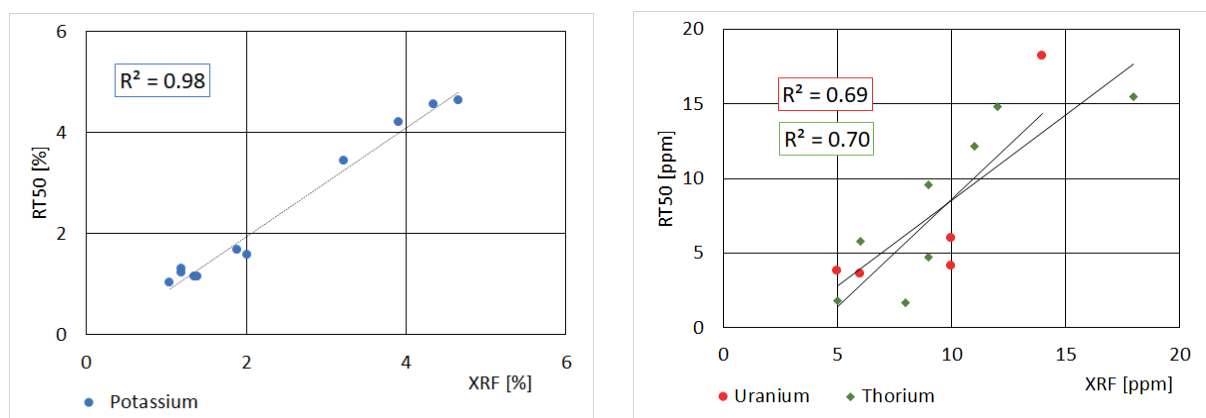 6
4
2
0
0
2
4
6
RT50 [%]
XRF [%]
R² = 0.98
Potassium
20
15
10
5
0
0
5
10
15
20
RT50 [ppm]
XRF [ppm]
R² = 0.69
R² = 0.70
Uranium
Thorium